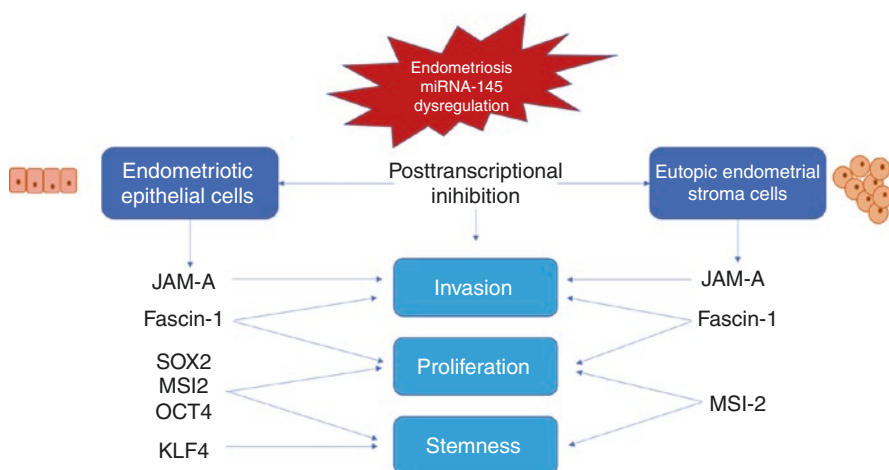 Endometriosis
miRNA-145
dysregulation
Endometriotic
epithelial cells
Posttranscriptional
inihibition
Eutopic endometrial
stroma cells
JAM-A
Invasion
JAM-A
Fascin-1
Fascin-1
SOX2
MSI2
OCT4
Proliferation
MSI-2
KLF4
Stemness